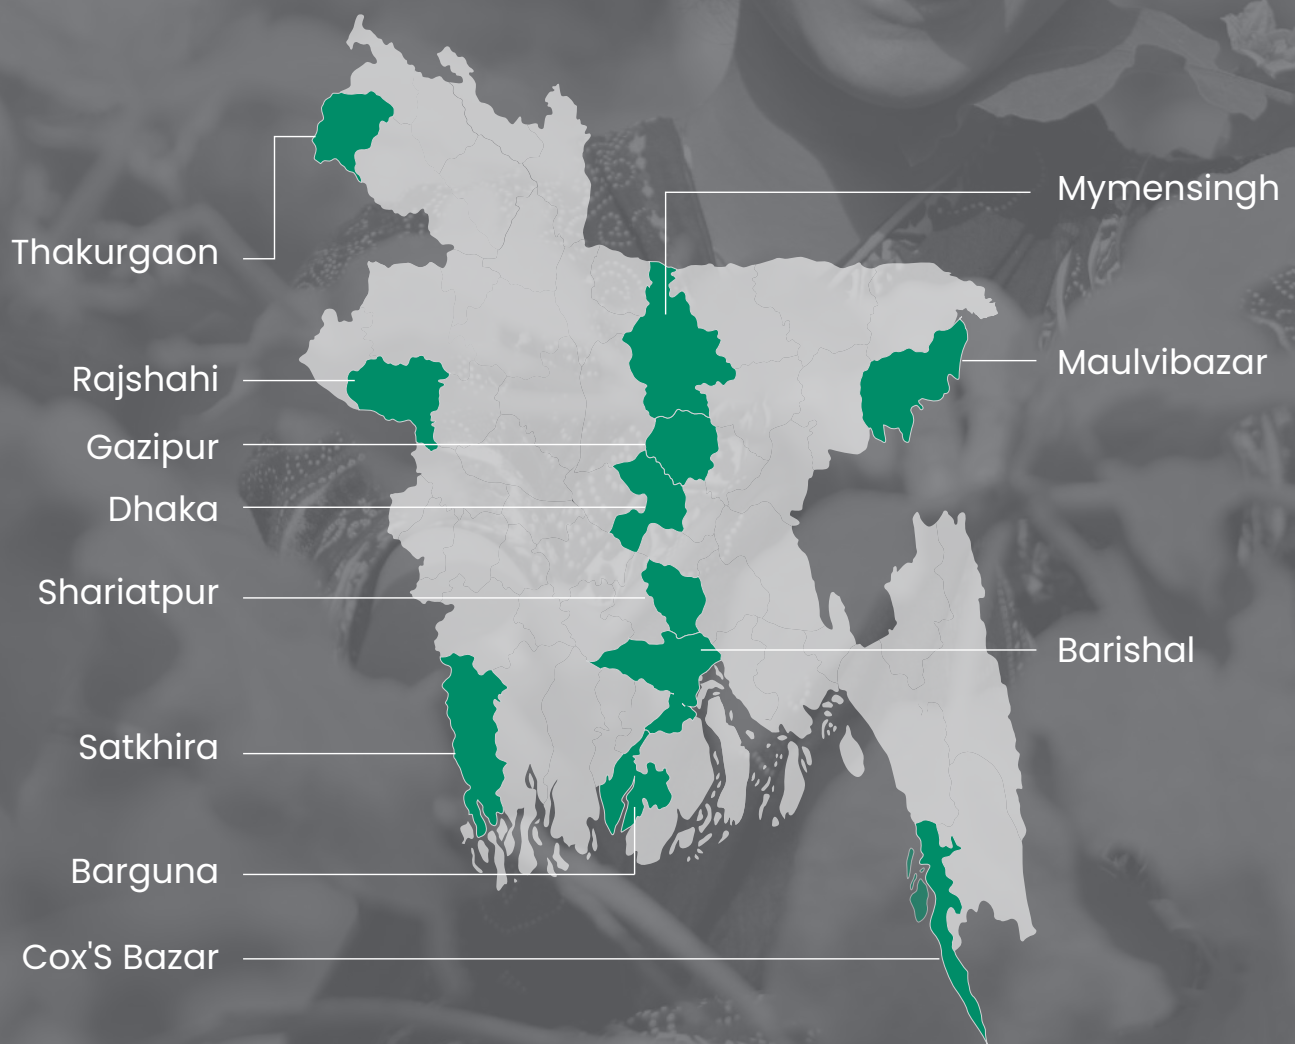 Mymensingh
Thakurgaon
Maulvibazar
Rajshahi
Gazipur
Dhaka
Shariatpur
Barishal
Satkhira
Barguna
Cox'S Bazar